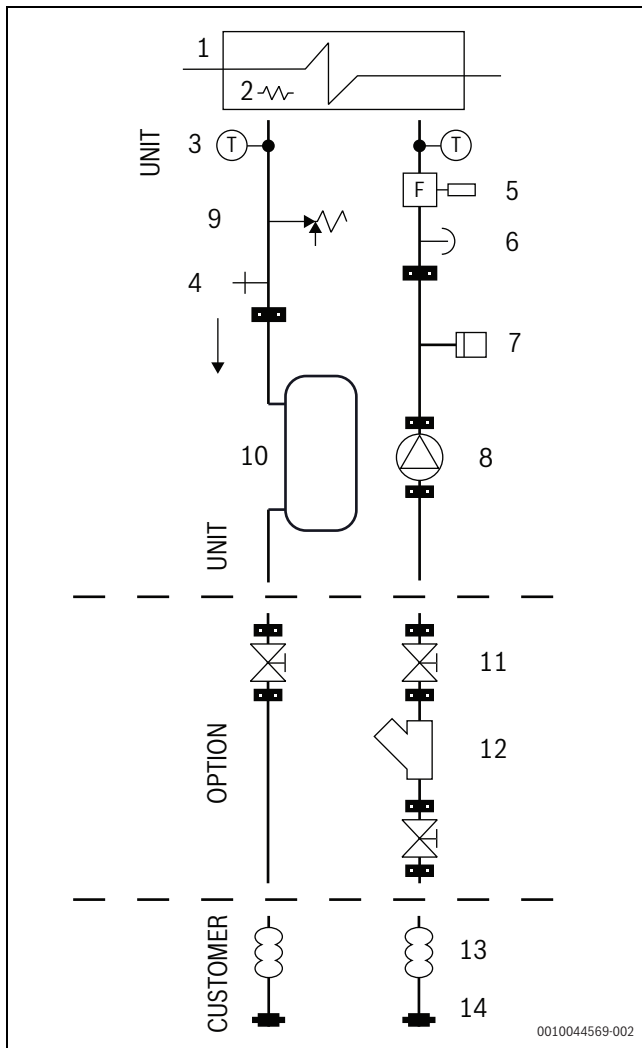 1
2
UNIT
3 T
T
F 5
9
6
4
7
10
8
UNIT
11
OPTION
12
CUSTOMER
13
14
0010044569-002